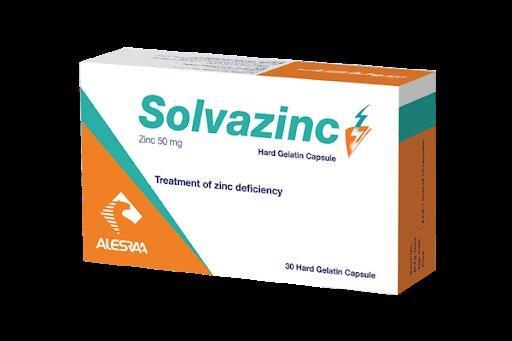 Solvazinc
Zinc 50 mg
Hard Gelatin Capsule
Treatment of zinc deficiency
ALESRAA
30 Hard Gelatin Capsule